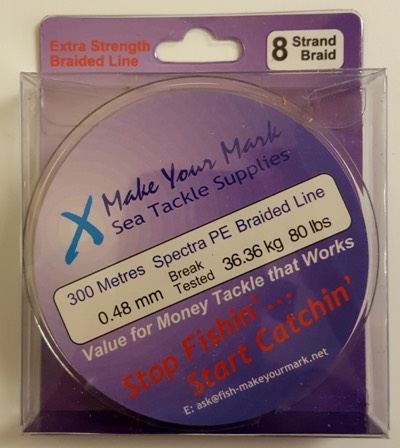 Extra Strength
Braided Line
8 Strand
Braid
X Make Your Mark
Sea Tackle Supplies
300 Metres Spectra PE Braided Line
0.48 mm Break Tested 36.36 kg 80 lbs
Value for Money Tackle that Works
Stop Fishin'...
Start Catchin'
E: ask@fish-makeyourmark.net